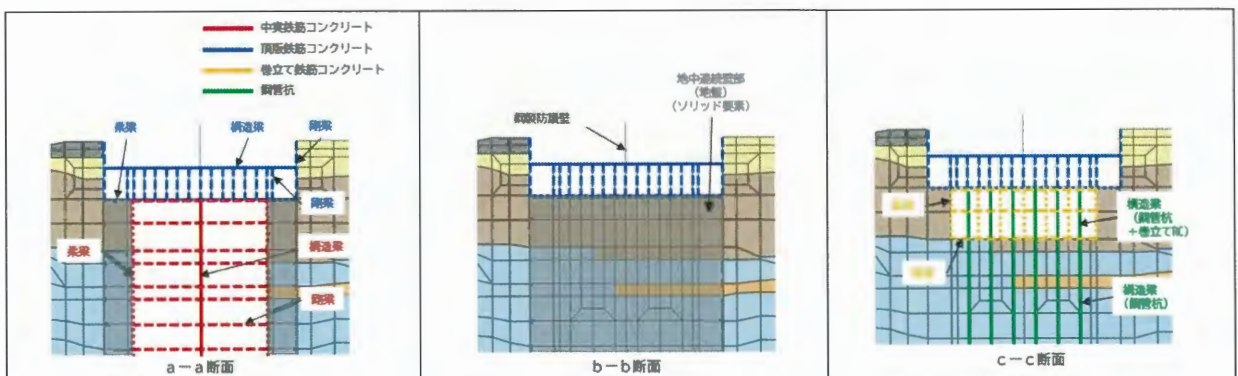 中実鉄筋コンクリート
頂版鉄筋コンクリート
巻立て鉄筋コンクリート
鋼管杭
柔梁
構造梁
剛梁
剛梁
柔梁
構造梁
剛梁
a－a断面
地中連続壁部
(地盤)
(ソリッド要素)
鋼製防護壁
b－b断面
構造梁
(鋼管杭
＋巻立てRC)
構造梁
(鋼管杭)
c－c断面